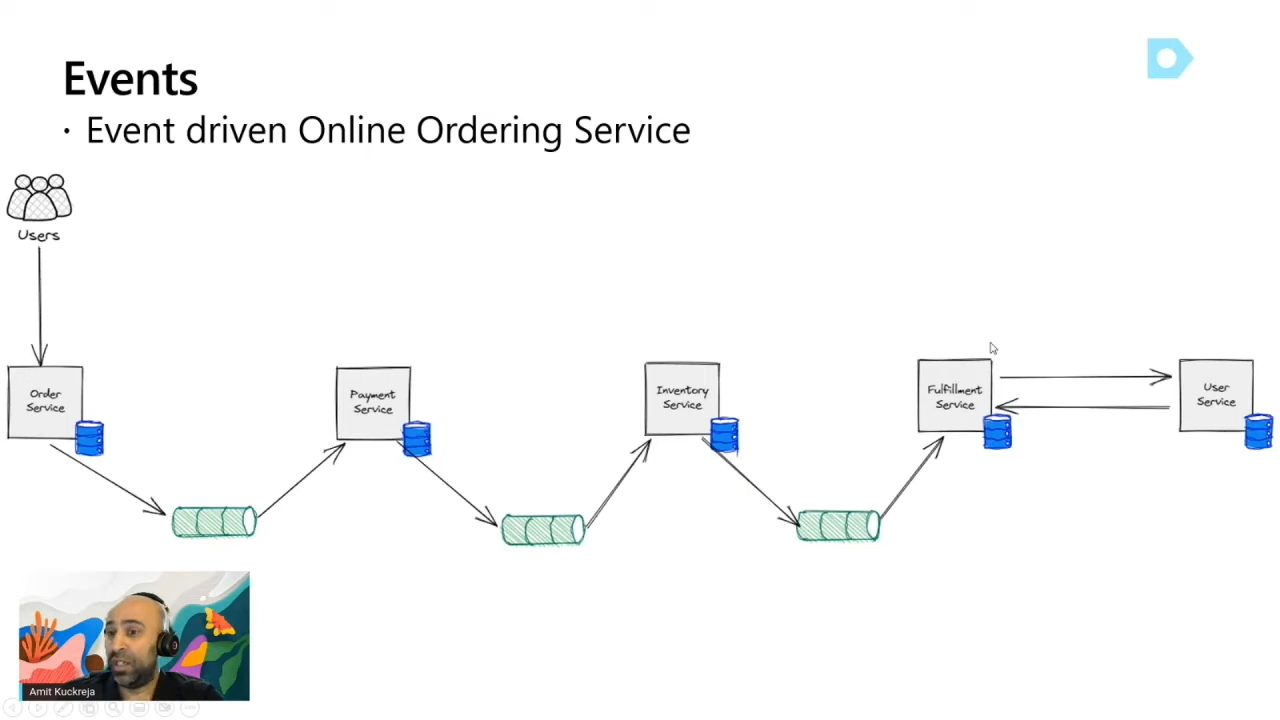 Events
• Event driven Online Ordering Service
Users
Order
Service
Payment
Service
Inventory
Service
Fulfillment
Service
User
Service
Amit Kuckreja